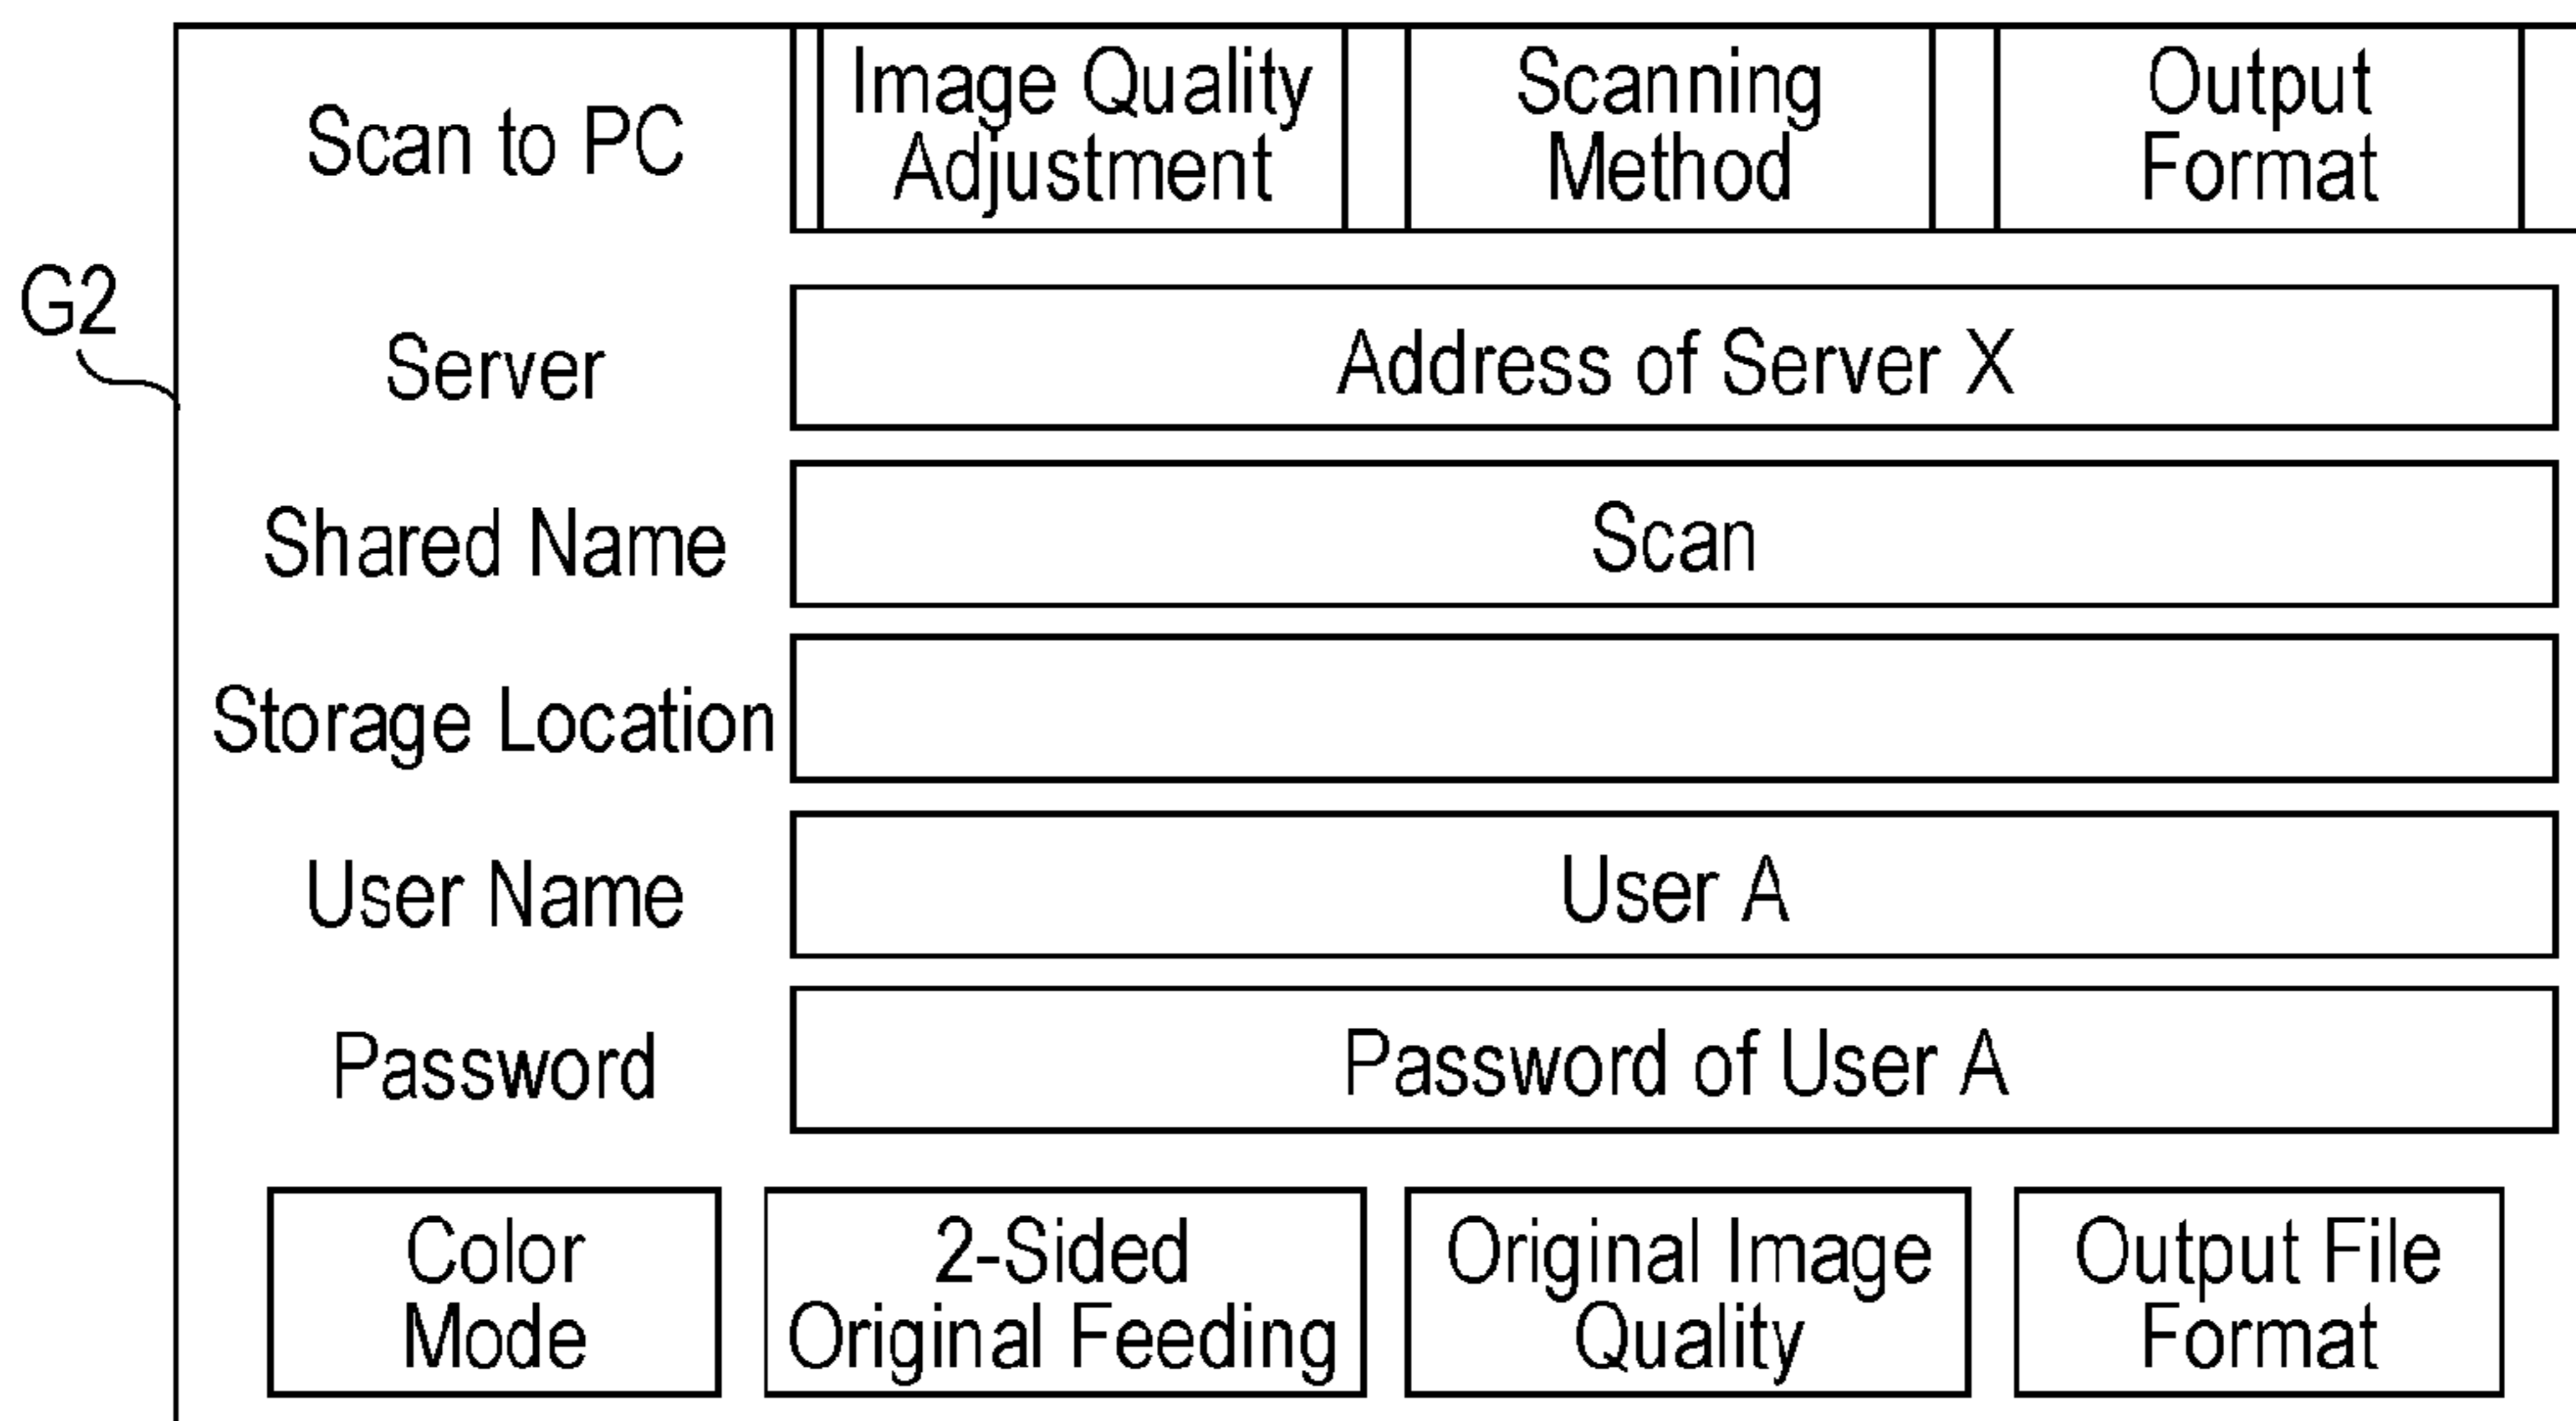 Scan to PC
Image Quality
Adjustment
Scanning
Method
Output
Format
G2
Server
Address of Server X
Shared Name
Scan
Storage Location
User Name
User A
Password
Password of User A
Color
Mode
2-Sided
Original Feeding
Original Image
Quality
Output File
Format